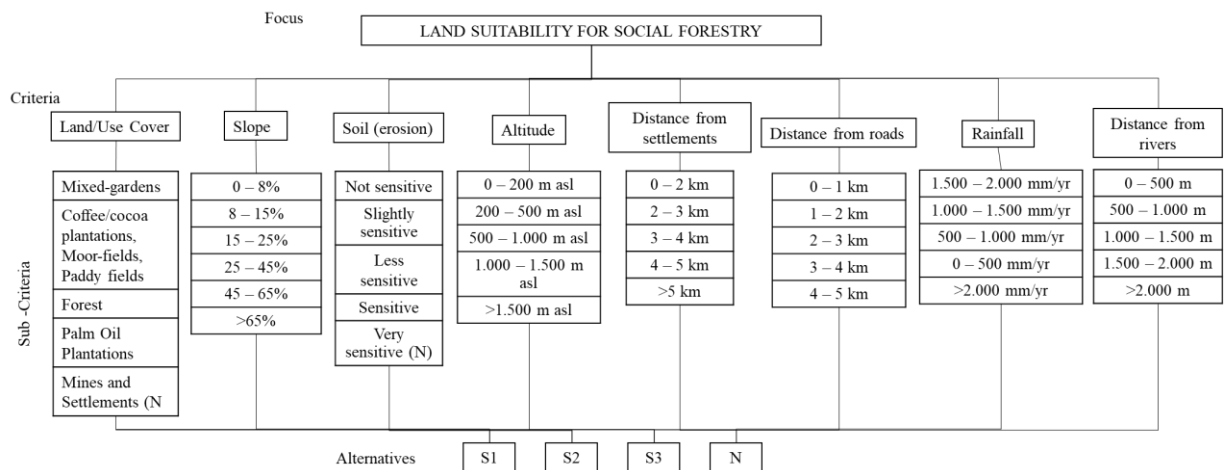 Focus
LAND SUITABILITY FOR SOCIAL FORESTRY
Criteria
Land/Use Cover
Slope
Soil (erosion)
Altitude
Distance from
settlements
Distance from roads
Rainfall
Distance from
rivers
Sub -Criteria
Mixed-gardens
Coffee/cocoa
plantations,
Moor-fields,
Paddy fields
Forest
Palm Oil
Plantations
Mines and
Settlements (N
0 – 8%
8 – 15%
15 – 25%
25 – 45%
45 – 65%
>65%
Not sensitive
Slightly
sensitive
Less
sensitive
Sensitive
Very
sensitive (N)
0 – 200 m asl
200 – 500 m asl
500 – 1.000 m asl
1.000 – 1.500 m
asl
>1.500 m asl
0 – 2 km
2 – 3 km
3 – 4 km
4 – 5 km
>5 km
0 – 1 km
1 – 2 km
2 – 3 km
3 – 4 km
4 – 5 km
1.500 – 2.000 mm/yr
1.000 – 1.500 mm/yr
500 – 1.000 mm/yr
0 – 500 mm/yr
>2.000 mm/yr
0 – 500 m
500 – 1.000 m
1.000 – 1.500 m
1.500 – 2.000 m
>2.000 m
Alternatives
S1
S2
S3
N